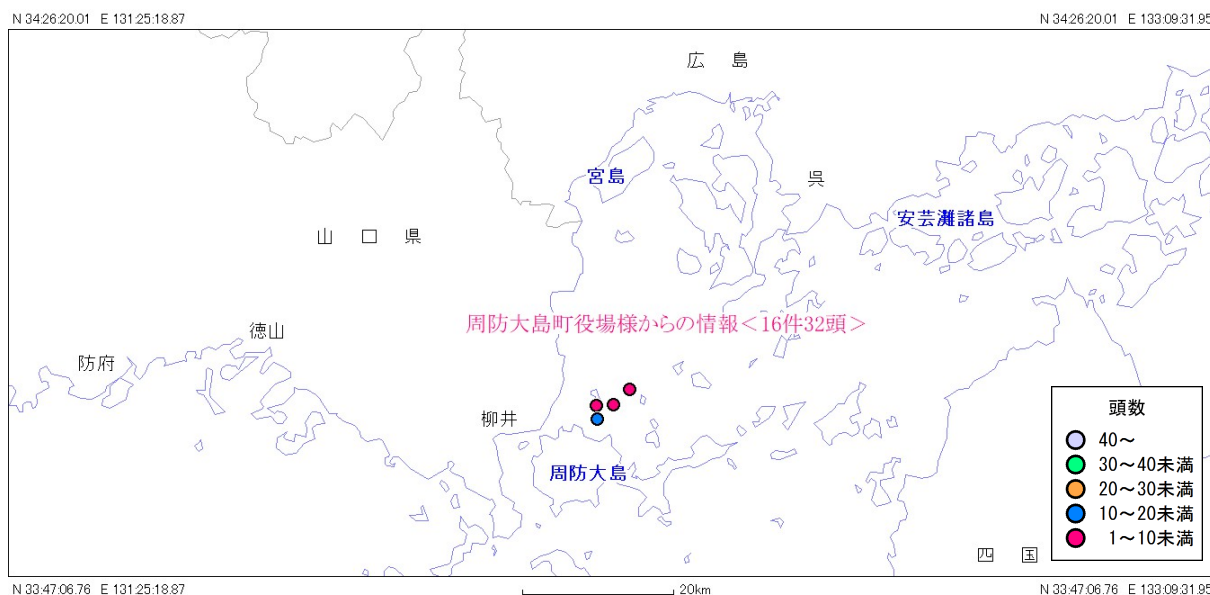 N 34:26:20.01 E 131:25:18.87
N 34:26:20.01 E 133:09:31.95
広島
宮島
呉
安芸灘諸島
山口県
周防大島町役場様からの情報＜16件32頭＞
徳山
防府
柳井
周防大島
四国
頭数
40～
30～40未満
20～30未満
10～20未満
1～10未満
N 33:47:06.76 E 131:25:18.87
20km
N 33:47:06.76 E 133:09:31.95